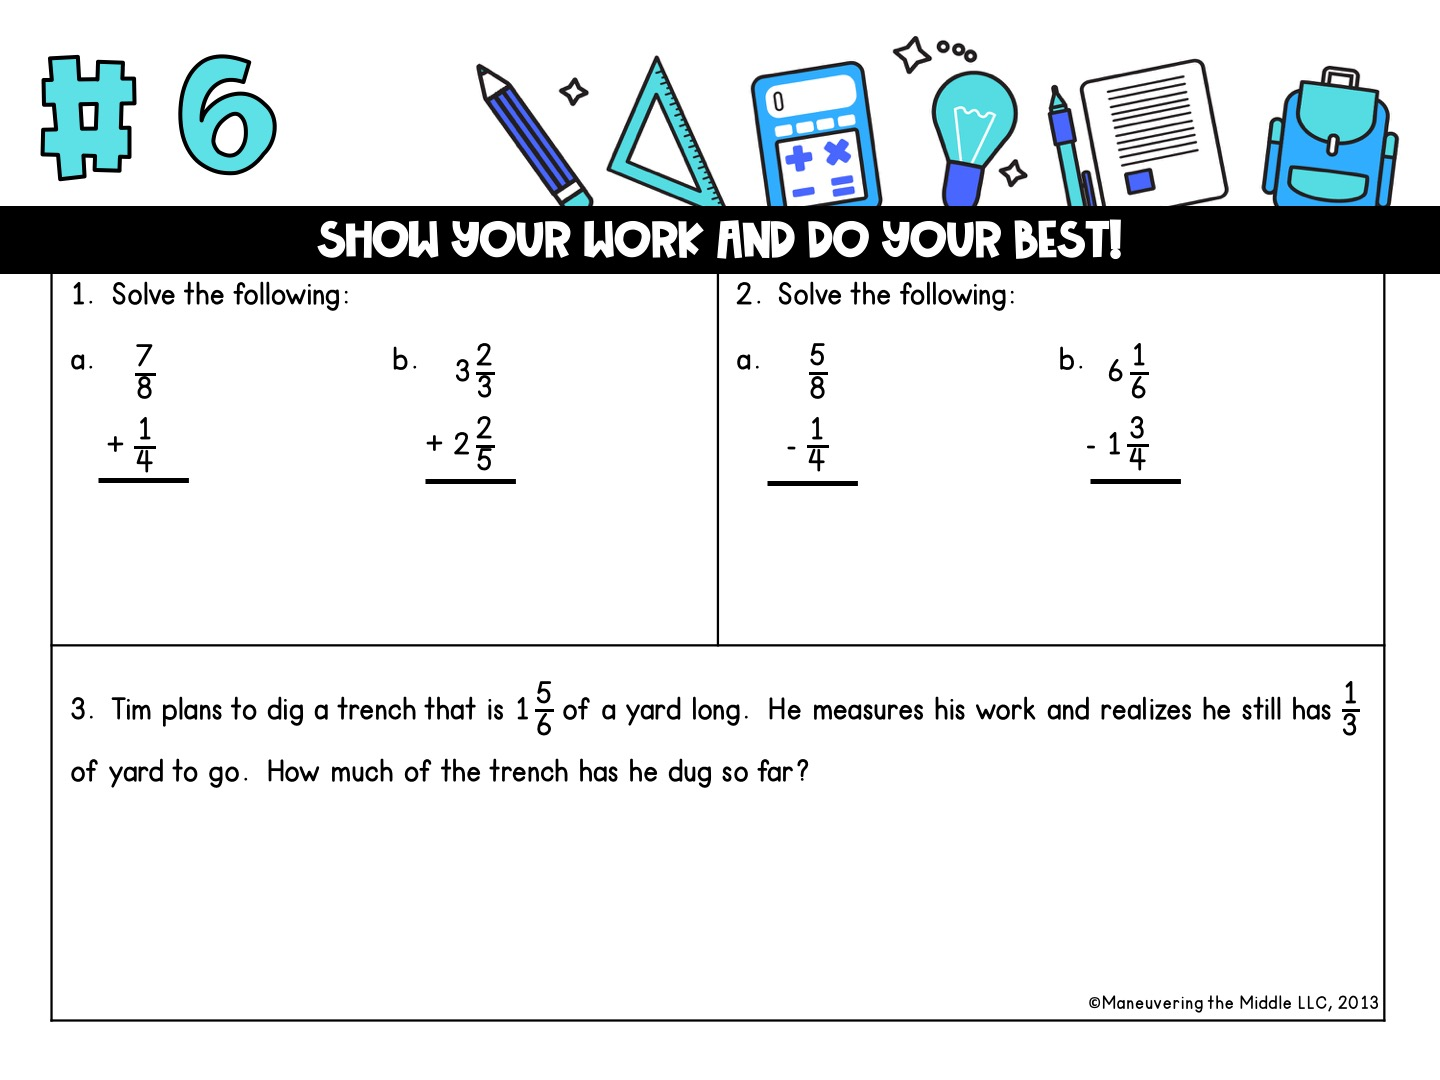 # 6
SHOW YOUR WORK AND DO YOUR BEST!
1. Solve the following:
a. 7/8
+ 1/4
b. 3 2/3
+ 2 2/5
2. Solve the following:
a. 5/8
- 1/4
b. 6 1/6
- 1 3/4
3. Tim plans to dig a trench that is 1 5/6 of a yard long. He measures his work and realizes he still has 1/3
of yard to go. How much of the trench has he dug so far?
©Maneuvering the Middle LLC, 2013